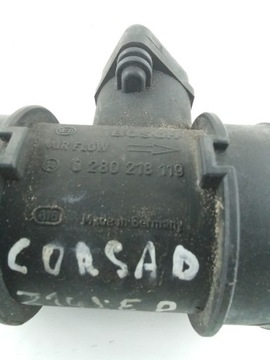 BOSCH
AIR FLOW
0 280 218 119
Made in Germany
CORSA D